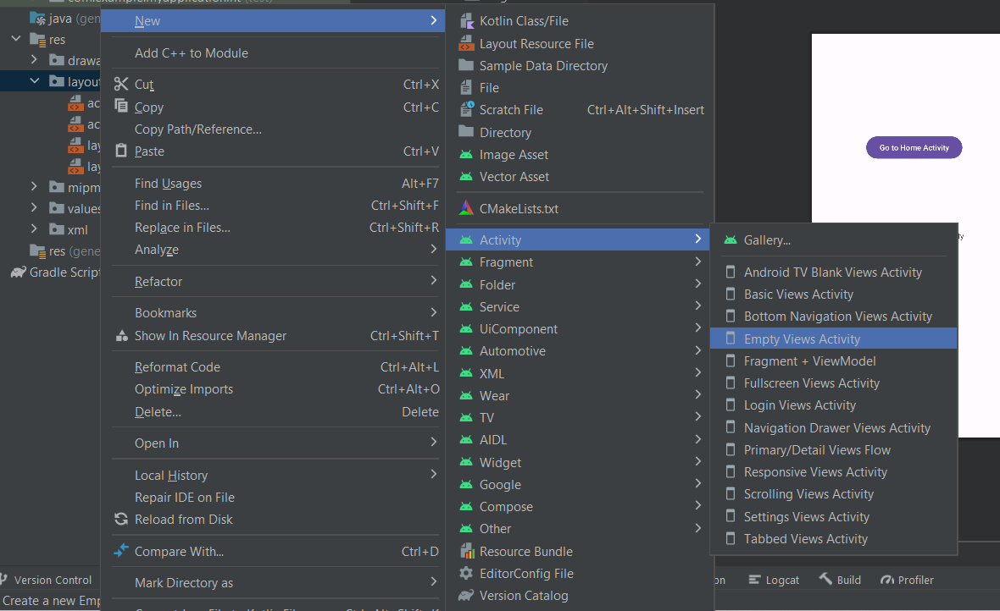 java (gen
res
drawa
layout
ac
ac
lay
lay
mipm
values
xml
res (gene
Gradle Script
Version Control
Create a new Emp
New
Add C++ to Module
Cut Ctrl+X
Copy Ctrl+C
Copy Path/Reference...
Paste Ctrl+V
Find Usages Alt+F7
Find in Files... Ctrl+Shift+F
Replace in Files... Ctrl+Shift+R
Analyze
Refactor
Bookmarks
Show In Resource Manager Ctrl+Shift+T
Reformat Code Ctrl+Alt+L
Optimize Imports Ctrl+Alt+O
Delete... Delete
Open In
Local History
Repair IDE on File
Reload from Disk
Compare With... Ctrl+D
Mark Directory as
Kotlin Class/File
Layout Resource File
Sample Data Directory
File
Scratch File Ctrl+Alt+Shift+Insert
Directory
Image Asset
Vector Asset
CMakeLists.txt
Activity
Fragment
Folder
Service
UiComponent
Automotive
XML
Wear
TV
AIDL
Widget
Google
Compose
Other
Resource Bundle
EditorConfig File
Version Catalog
Gallery...
Android TV Blank Views Activity
Basic Views Activity
Bottom Navigation Views Activity
Empty Views Activity
Fragment + ViewModel
Fullscreen Views Activity
Login Views Activity
Navigation Drawer Views Activity
Primary/Detail Views Flow
Responsive Views Activity
Scrolling Views Activity
Settings Views Activity
Tabbed Views Activity
Go to Home Activity
ty
on
Logcat
Build
Profiler